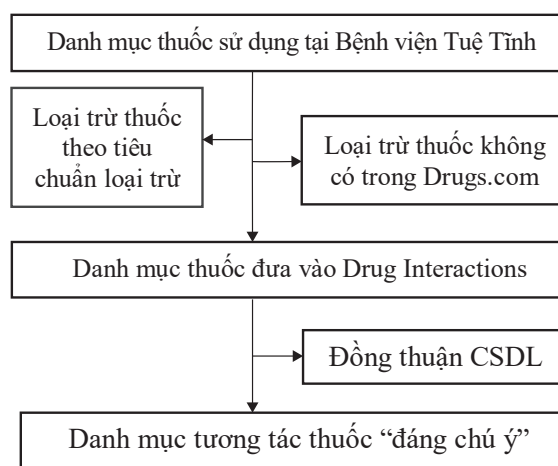 Danh mục thuốc sử dụng tại Bệnh viện Tuệ Tĩnh
Loại trừ thuốc
theo tiêu
chuẩn loại trừ
Loại trừ thuốc không
có trong Drugs.com
Danh mục thuốc đưa vào Drug Interactions
Đồng thuận CSDL
Danh mục tương tác thuốc “đáng chú ý”